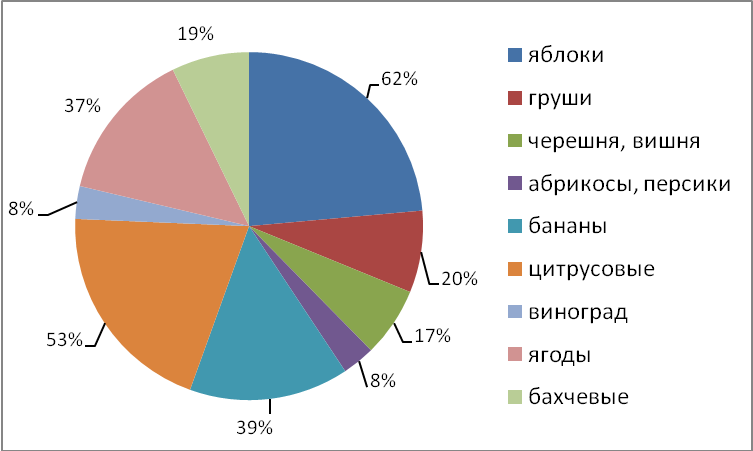 19%
62%
37%
8%
20%
53%
17%
8%
39%
яблоки
груши
черешня, вишня
абрикосы, персики
бананы
цитрусовые
виноград
ягоды
бахчевые